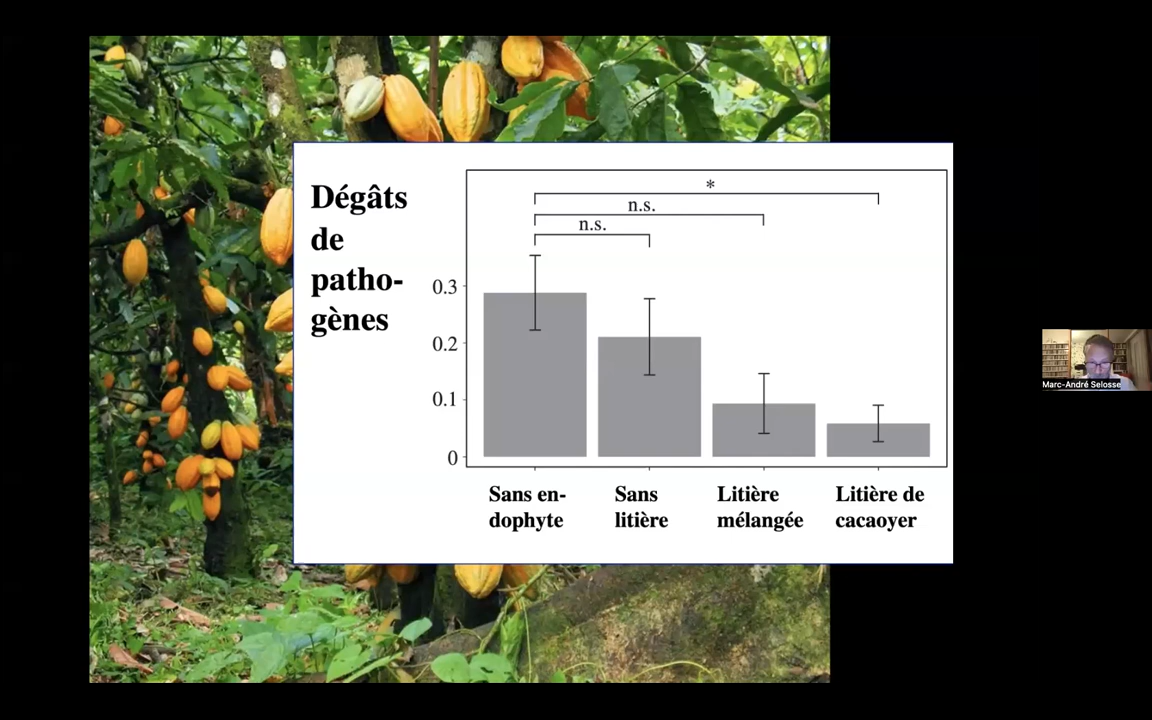 Dégâts
de
patho-
gènes
*
n.s.
n.s.
0.3
0.2
0.1
0
Sans en-
dophyte
Sans
litière
Litière
mélangée
Litière de
cacaoyer
Marc-André Selosse